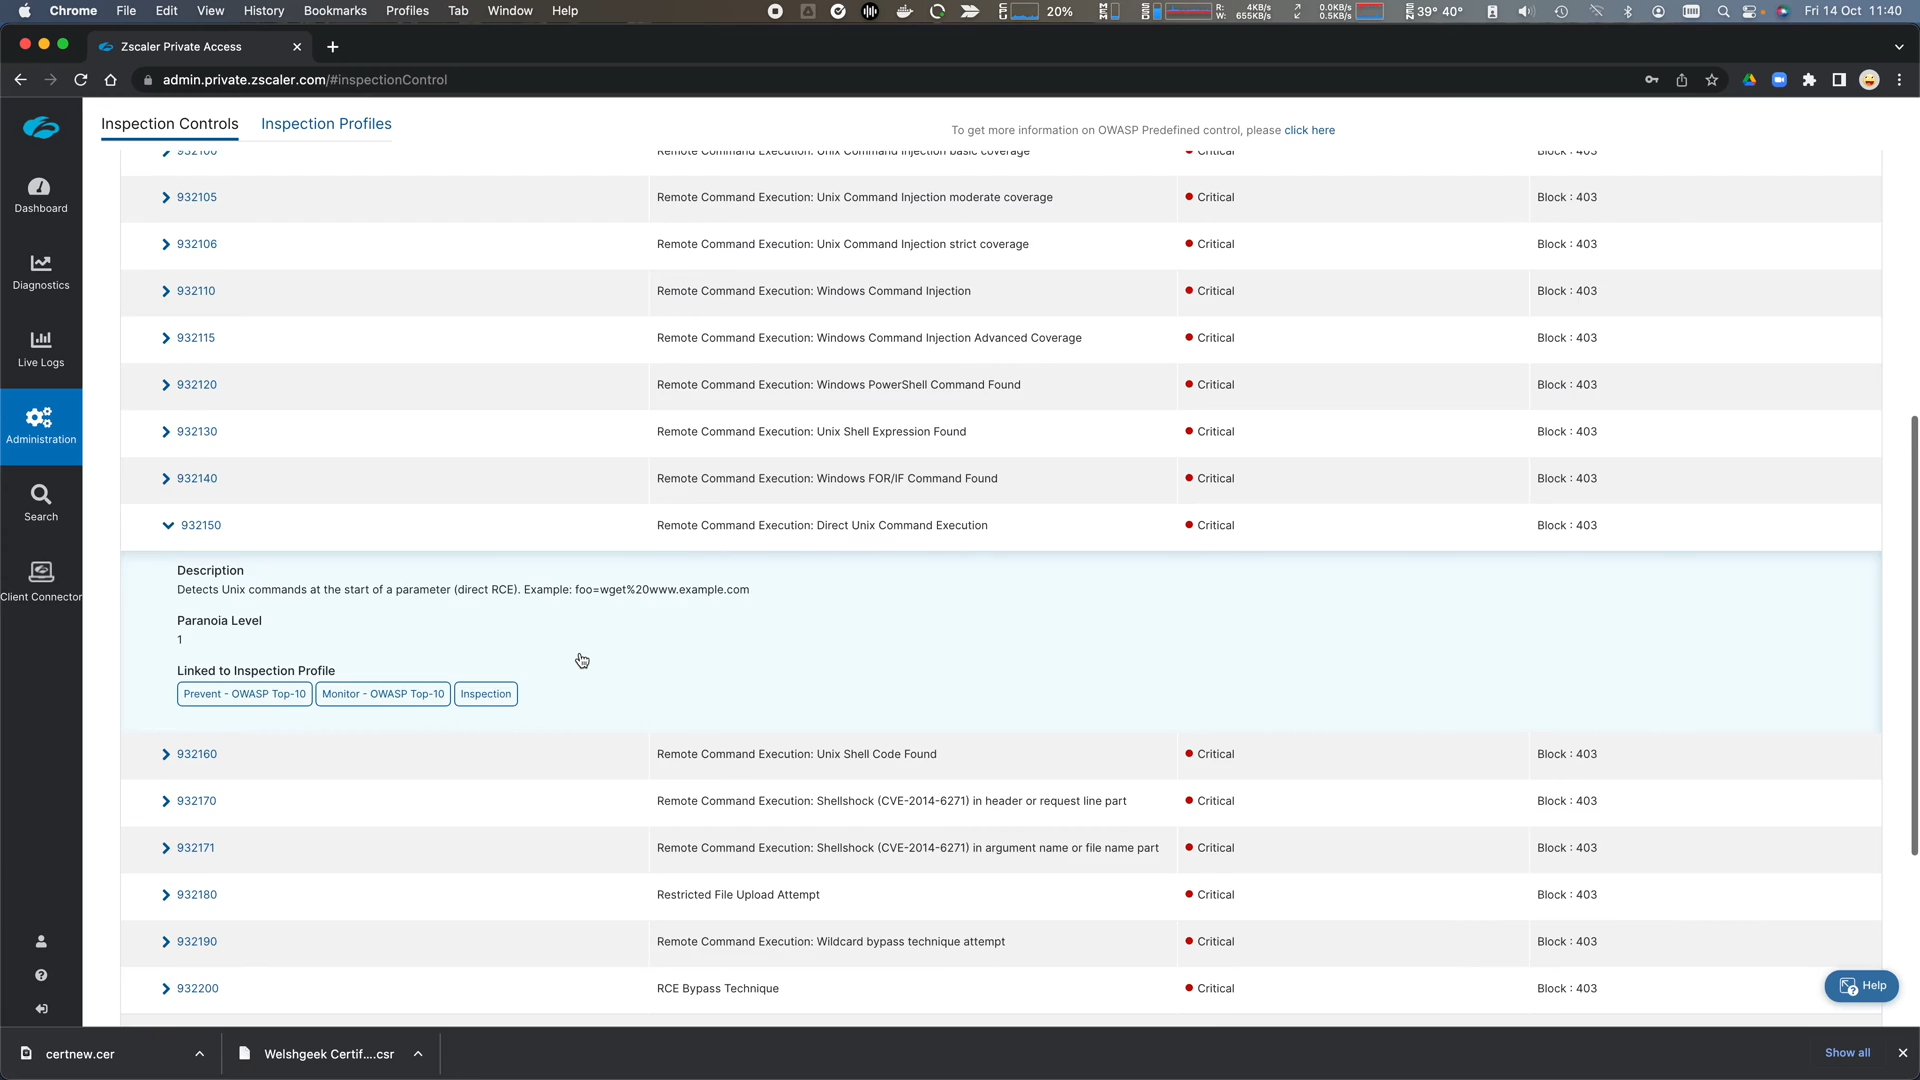 Chrome File Edit View History Bookmarks Profiles Tab Window Help 20% R: 4KB/s W: 655KB/s 0.0KB/s 0.5KB/s 39° 40° Fri 14 Oct 11:40
Zscaler Private Access
admin.private.zscaler.com/#inspectionControl
Inspection Controls Inspection Profiles
To get more information on OWASP Predefined control, please click here
932100 Remote Command Execution: Unix Command Injection basic coverage Critical Block : 403
932105 Remote Command Execution: Unix Command Injection moderate coverage Critical Block : 403
932106 Remote Command Execution: Unix Command Injection strict coverage Critical Block : 403
932110 Remote Command Execution: Windows Command Injection Critical Block : 403
932115 Remote Command Execution: Windows Command Injection Advanced Coverage Critical Block : 403
932120 Remote Command Execution: Windows PowerShell Command Found Critical Block : 403
932130 Remote Command Execution: Unix Shell Expression Found Critical Block : 403
932140 Remote Command Execution: Windows FOR/IF Command Found Critical Block : 403
932150 Remote Command Execution: Direct Unix Command Execution Critical Block : 403
Description
Detects Unix commands at the start of a parameter (direct RCE). Example: foo=wget%20www.example.com
Paranoia Level
1
Linked to Inspection Profile
Prevent - OWASP Top-10 Monitor - OWASP Top-10 Inspection
932160 Remote Command Execution: Unix Shell Code Found Critical Block : 403
932170 Remote Command Execution: Shellshock (CVE-2014-6271) in header or request line part Critical Block : 403
932171 Remote Command Execution: Shellshock (CVE-2014-6271) in argument name or file name part Critical Block : 403
932180 Restricted File Upload Attempt Critical Block : 403
932190 Remote Command Execution: Wildcard bypass technique attempt Critical Block : 403
932200 RCE Bypass Technique Critical Block : 403
Dashboard
Diagnostics
Live Logs
Administration
Search
Client Connector
Help
certnew.cer Welshgeek Certif....csr Show all